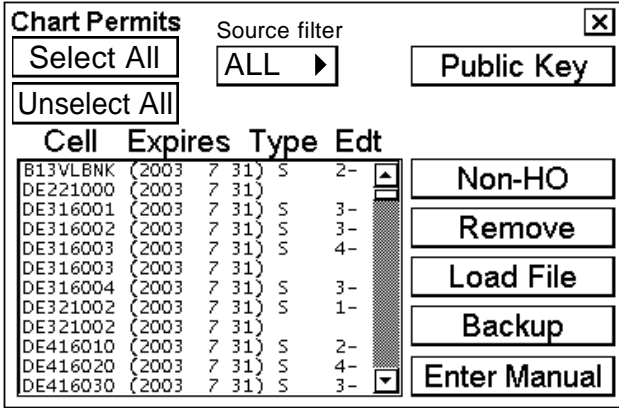 Chart Permits
Source filter
Select All
ALL
Public Key
Unselect All
Cell Expires Type Edt
B13VLBNK (2003 7 31) S 2-
DE221000 (2003 7 31)
DE316001 (2003 7 31) S 3-
DE316002 (2003 7 31) S 3-
DE316003 (2003 7 31) S 4-
DE316003 (2003 7 31)
DE316004 (2003 7 31) S 3-
DE321002 (2003 7 31) S 1-
DE321002 (2003 7 31)
DE416010 (2003 7 31) S 2-
DE416020 (2003 7 31) S 4-
DE416030 (2003 7 31) S 3-
Non-HO
Remove
Load File
Backup
Enter Manual